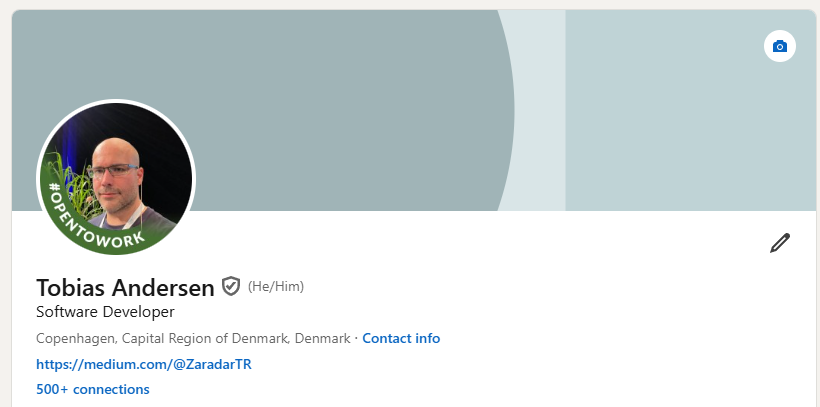 #OPENTOWORK
Tobias Andersen (He/Him)
Software Developer
Copenhagen, Capital Region of Denmark, Denmark · Contact info
https://medium.com/@ZaradarTR
500+ connections